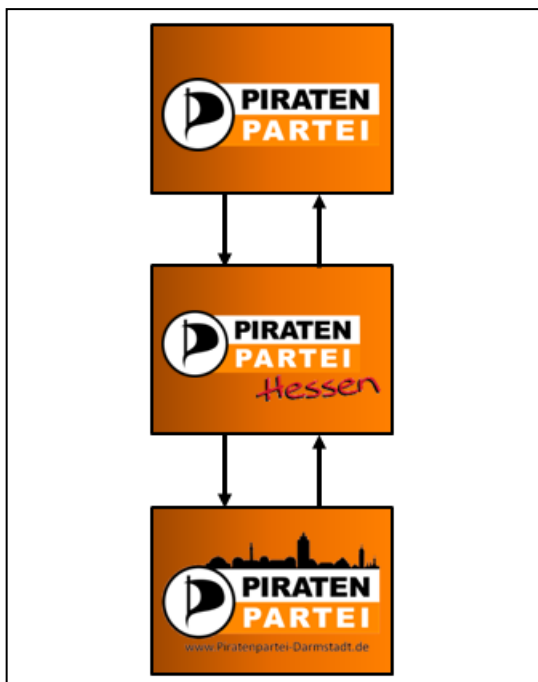 PIRATEN
PARTEI
PIRATEN
PARTEI
Hessen
PIRATEN
PARTEI
www.Piratenpartei-Darmstadt.de